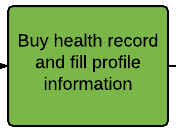 Buy health record
and fill profile
information